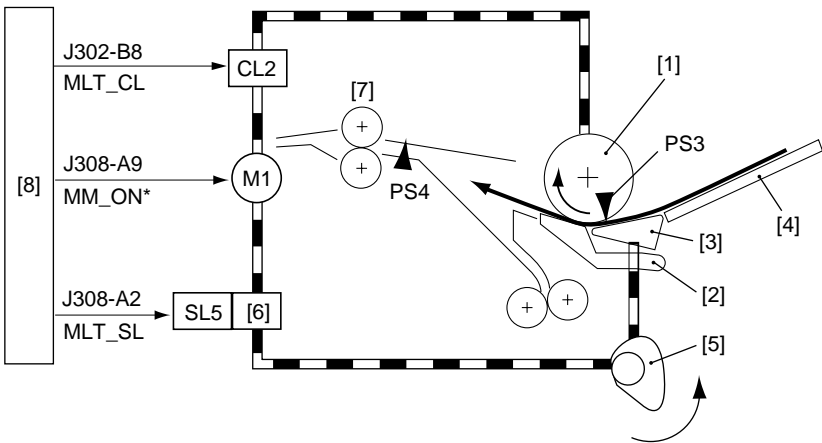 J302-B8
MLT_CL
CL2
[7]
[1]
PS3
[8]
J308-A9
MM_ON*
M1
PS4
[4]
[3]
[2]
J308-A2
MLT_SL
SL5
[6]
[5]